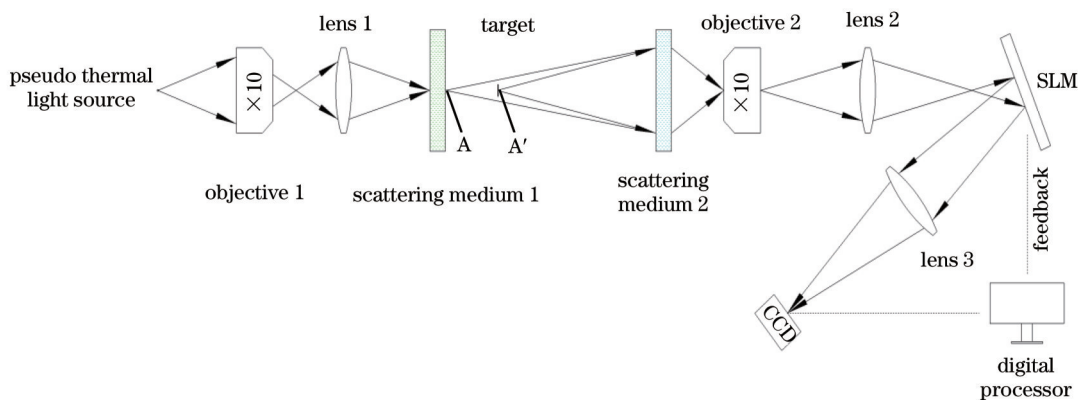 pseudo thermal
light source
×10
objective 1
lens 1
scattering medium 1
target
A
A′
scattering
medium 2
objective 2
×10
lens 2
SLM
feedback
lens 3
CCD
digital
processor